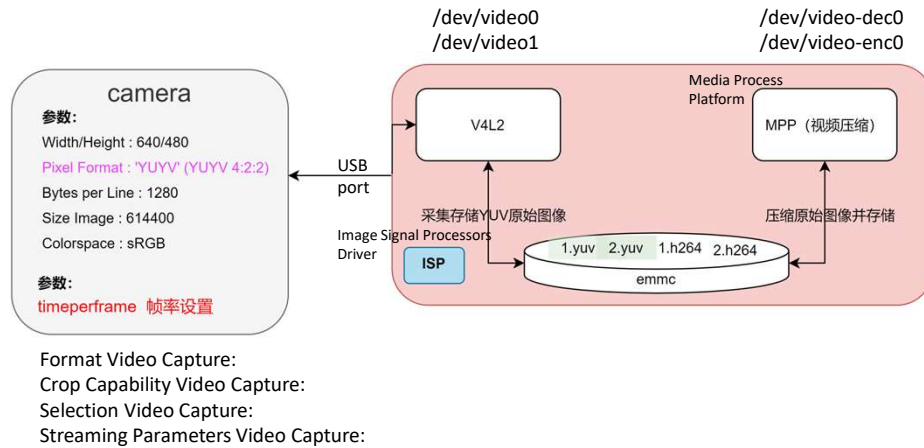 /dev/video0
/dev/video1
/dev/video-dec0
/dev/video-enc0
camera
参数：
Width/Height : 640/480
Pixel Format : 'YUYV' (YUYV 4:2:2)
Bytes per Line : 1280
Size Image : 614400
Colorspace : sRGB
参数：
timeperframe 帧率设置
USB
port
V4L2
Media Process
Platform
MPP（视频压缩）
采集存储YUV原始图像
压缩原始图像并存储
Image Signal Processors
Driver
ISP
1.yuv 2.yuv 1.h264 2.h264
emmc
Format Video Capture:
Crop Capability Video Capture:
Selection Video Capture:
Streaming Parameters Video Capture: